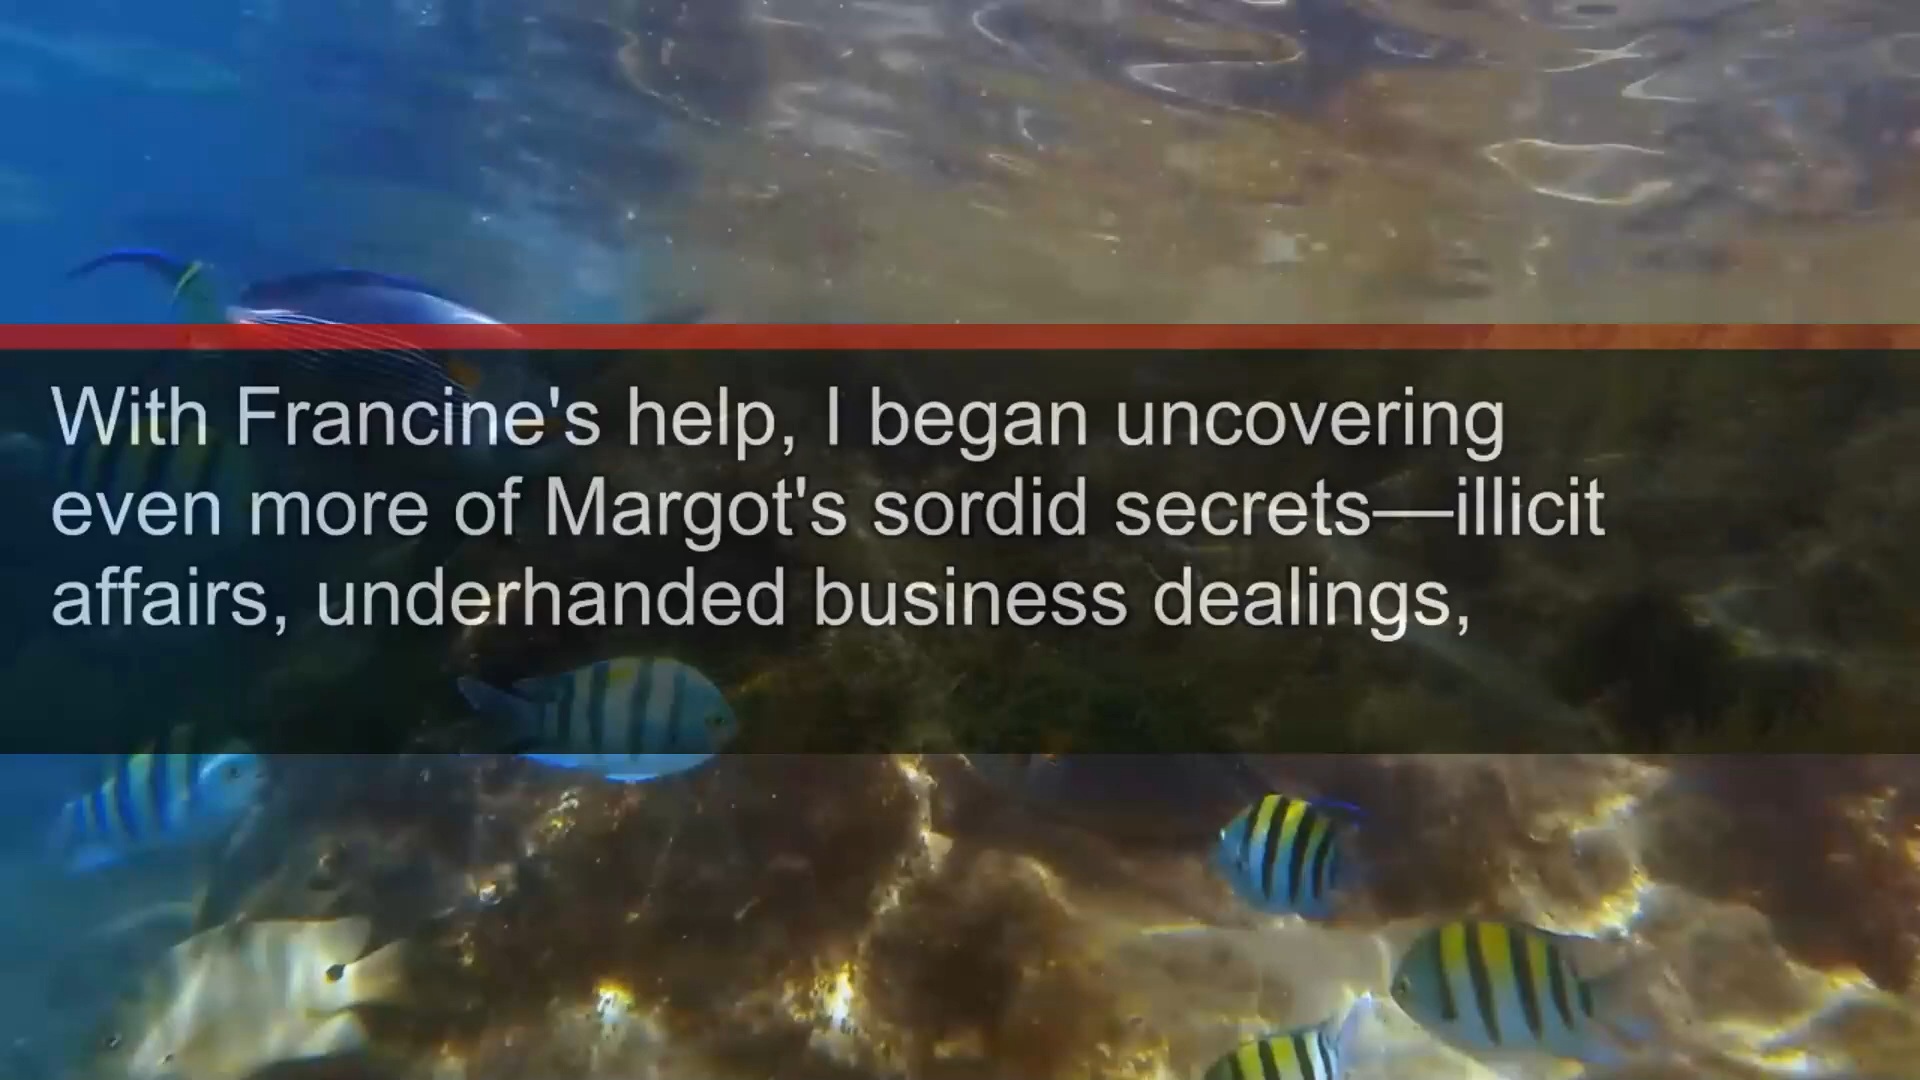 With Francine's help, I began uncovering
even more of Margot's sordid secrets—illicit
affairs, underhanded business dealings,